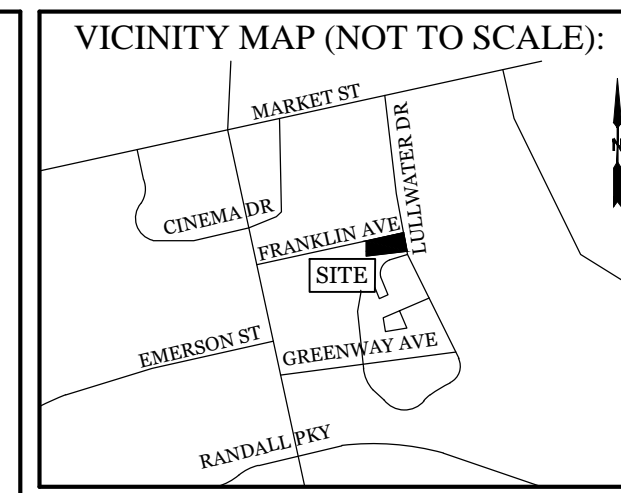 VICINITY MAP (NOT TO SCALE):
MARKET ST
LULLWATER DR
N
CINEMA DR
FRANKLIN AVE
SITE
EMERSON ST
GREENWAY AVE
RANDALL PKY